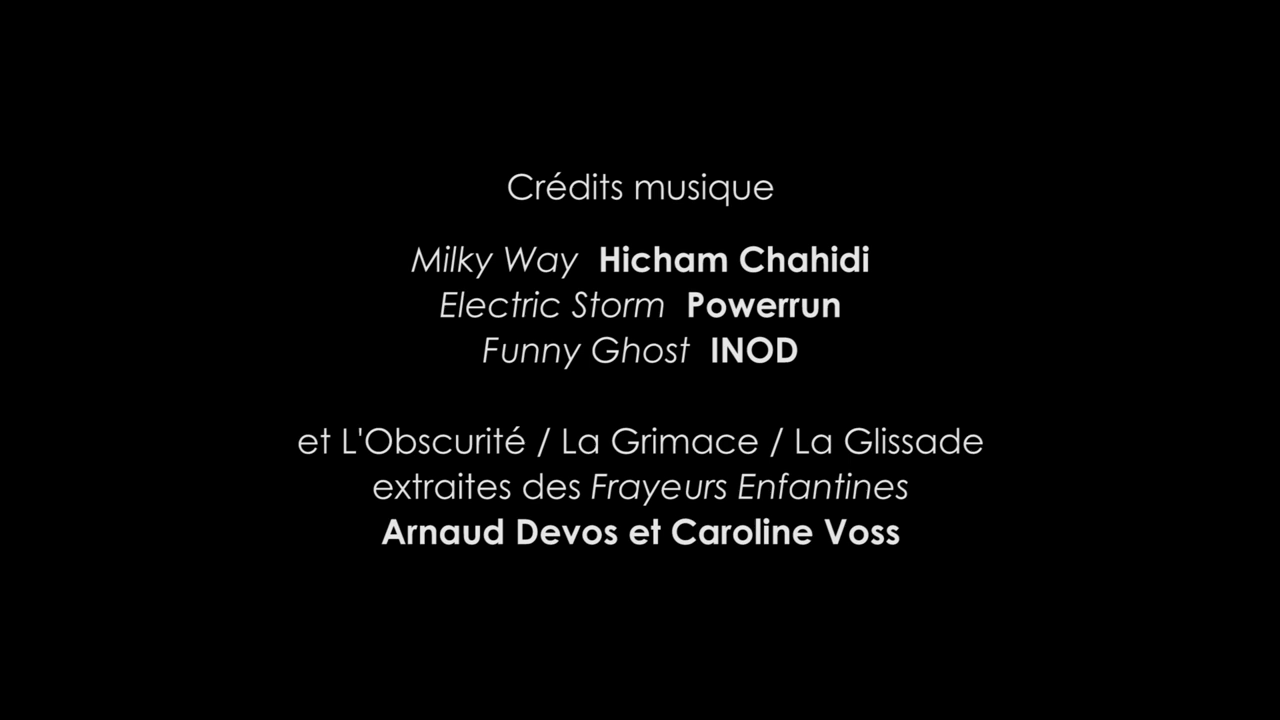 Crédits musique
Milky Way Hicham Chahidi
Electric Storm Powerrun
Funny Ghost INOD
et L'Obscurité / La Grimace / La Glissade
extraites des Frayeurs Enfantines
Arnaud Devos et Caroline Voss